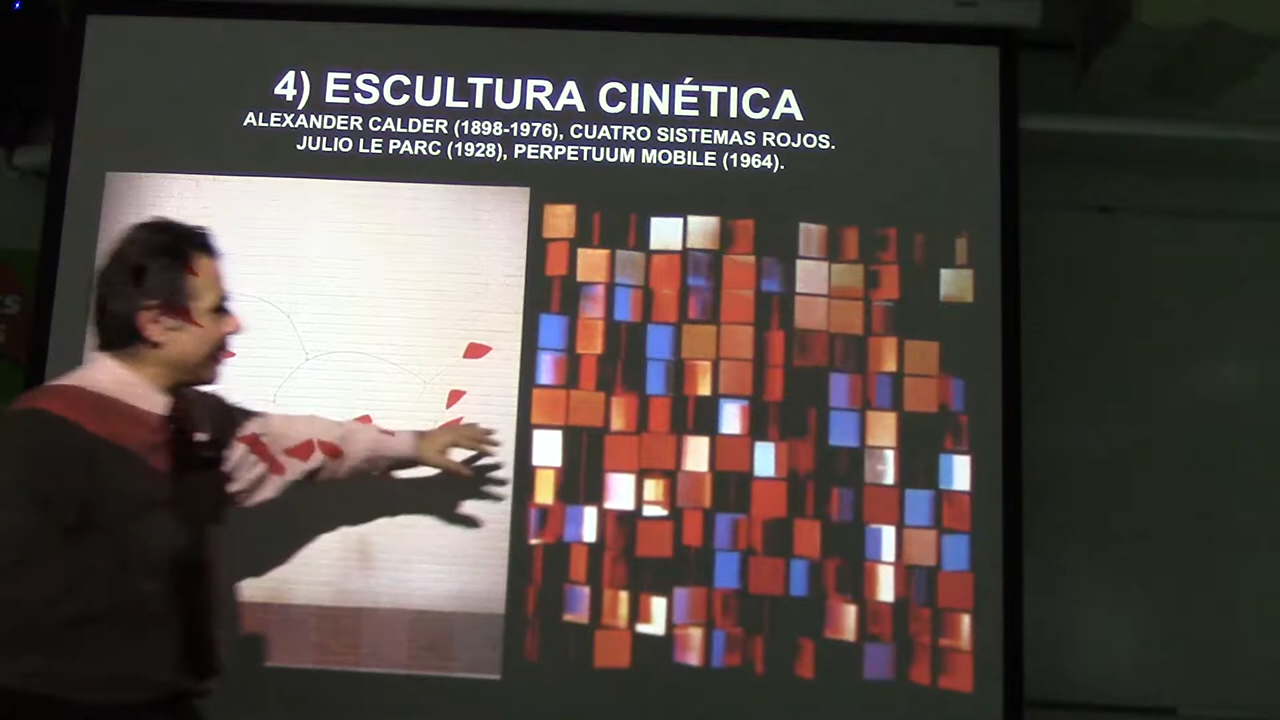 4) ESCULTURA CINÉTICA
ALEXANDER CALDER (1898-1976), CUATRO SISTEMAS ROJOS.
JULIO LE PARC (1928), PERPETUUM MOBILE (1964).